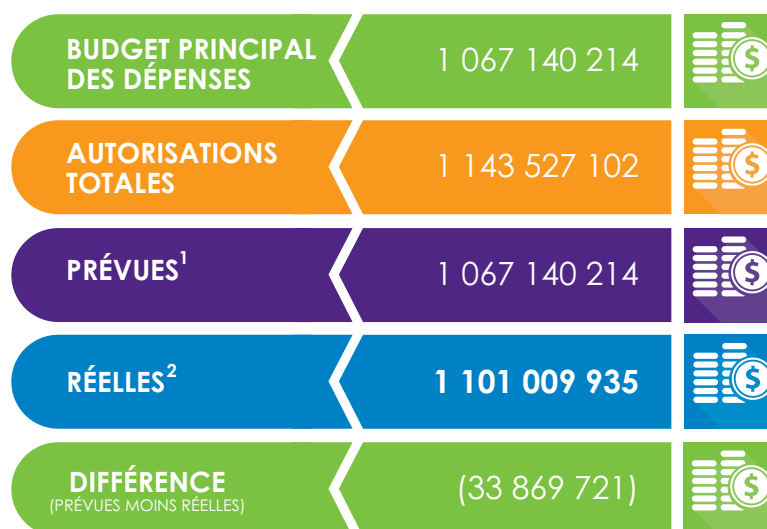 BUDGET PRINCIPAL
DES DÉPENSES
1 067 140 214
$
AUTORISATIONS
TOTALES
1 143 527 102
$
PRÉVUES¹
1 067 140 214
$
RÉELLES²
1 101 009 935
$
DIFFÉRENCE
(PRÉVUES MOINS RÉELLES)
(33 869 721)
$